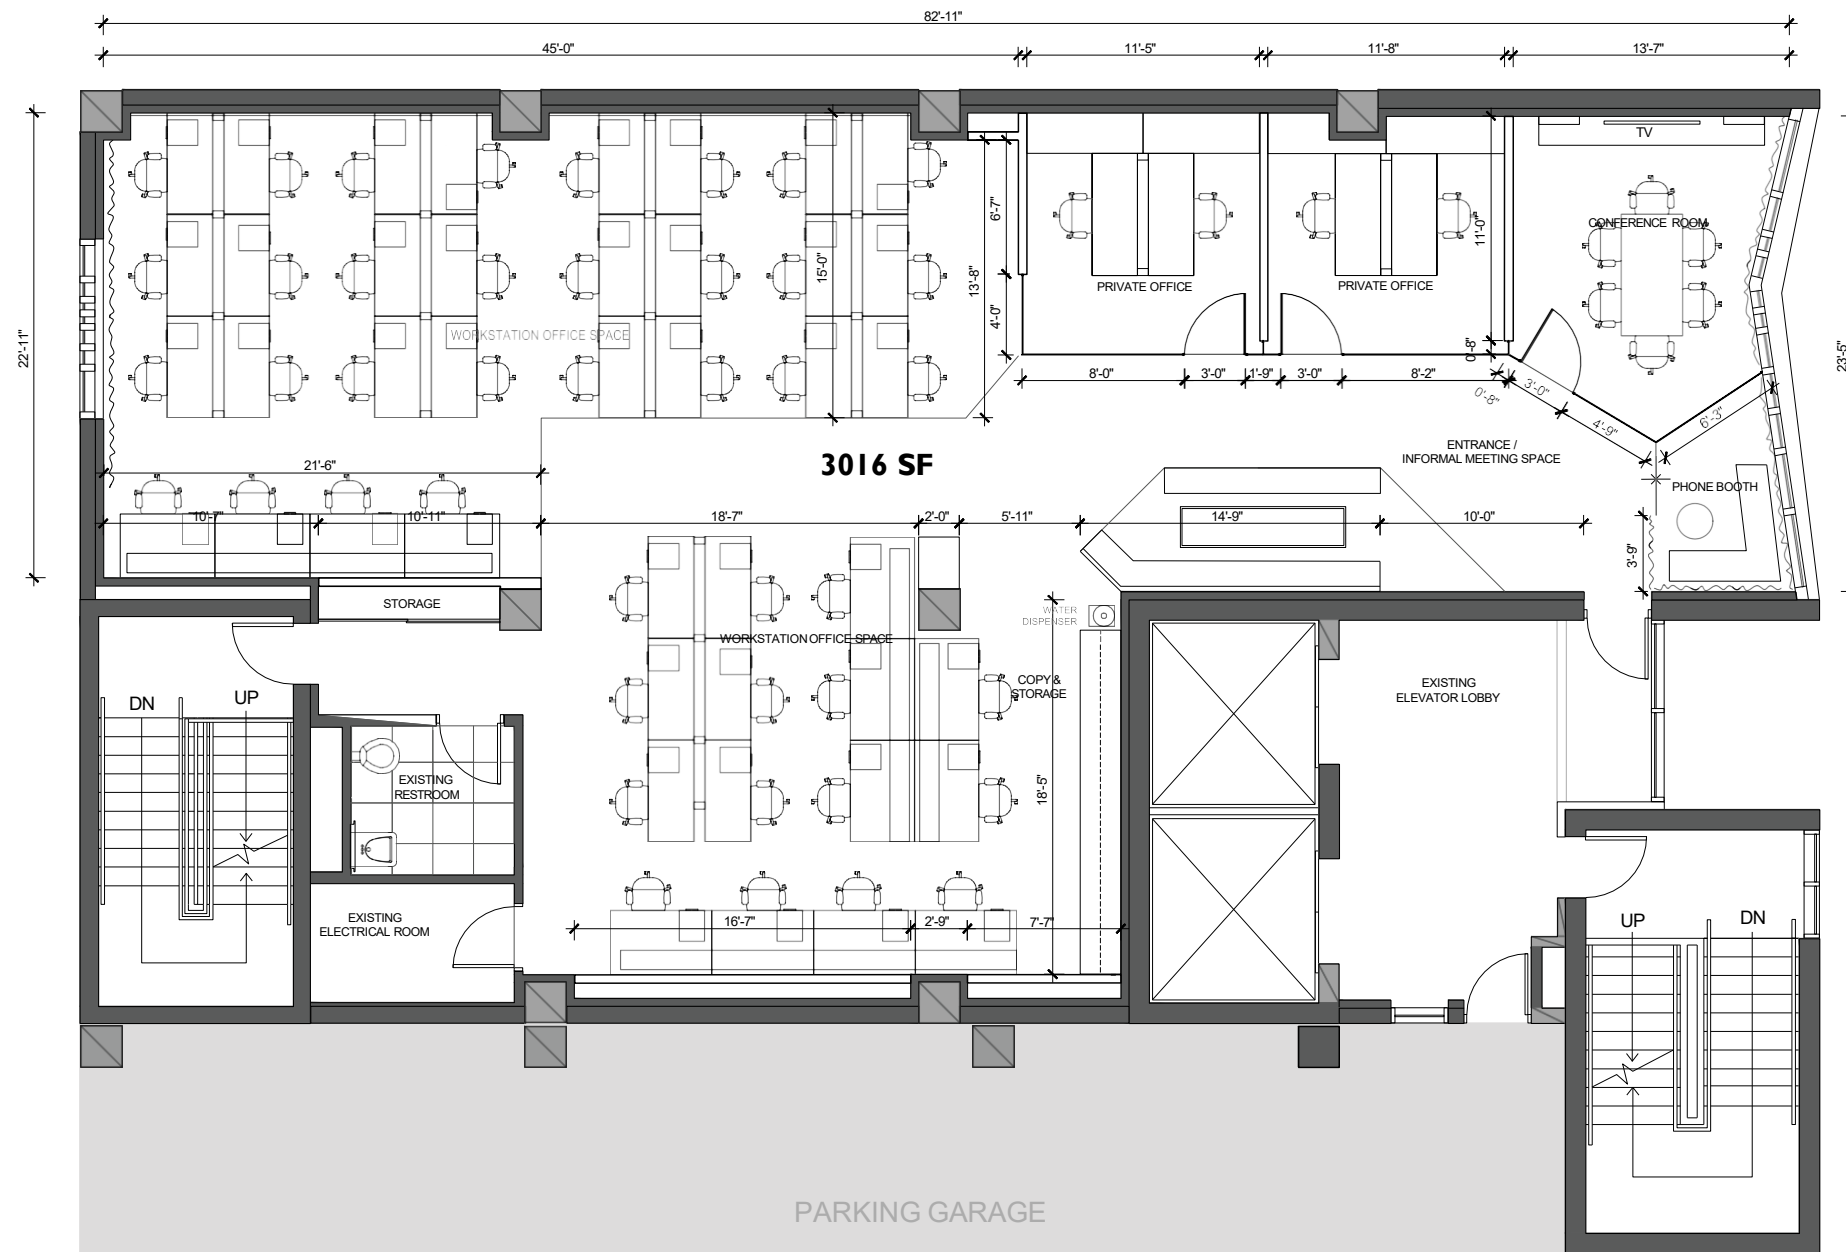 82'-11"
45'-0"
11'-5"
11'-8"
13'-7"
TV
CONFERENCE ROOM
22'-11"
15'-0"
13'-8"
6'-7"
4'-0"
11'-0"
0'-8"
23'-5"
PRIVATE OFFICE
PRIVATE OFFICE
WORKSTATION OFFICE SPACE
8'-0"
3'-0"
1'-9"
3'-0"
8'-2"
0'-8"
3'-0"
4'-9"
6'-3"
ENTRANCE /
INFORMAL MEETING SPACE
3016 SF
21'-6"
PHONE BOOTH
10'-7"
10'-11"
18'-7"
2'-0"
5'-11"
14'-9"
10'-0"
3'-9"
STORAGE
WATER
DISPENSER
WORKSTATION OFFICE SPACE
COPY &
STORAGE
EXISTING
ELEVATOR LOBBY
DN
UP
EXISTING
RESTROOM
18'-5"
EXISTING
ELECTRICAL ROOM
16'-7"
2'-9"
7'-7"
UP
DN
PARKING GARAGE